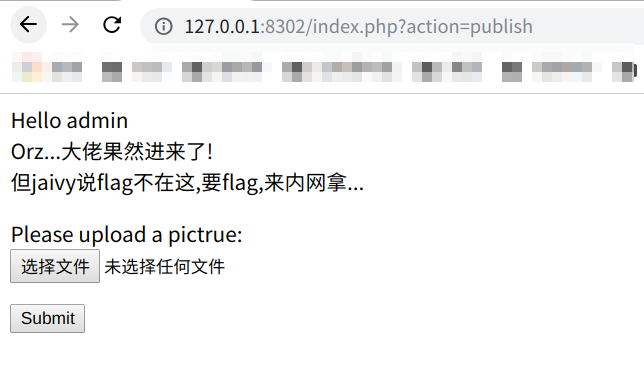 127.0.0.1:8302/index.php?action=publish
Hello admin
Orz...大佬果然进来了!
但jaivy说flag不在这,要flag,来内网拿...
Please upload a pictrue:
选择文件 未选择任何文件
Submit